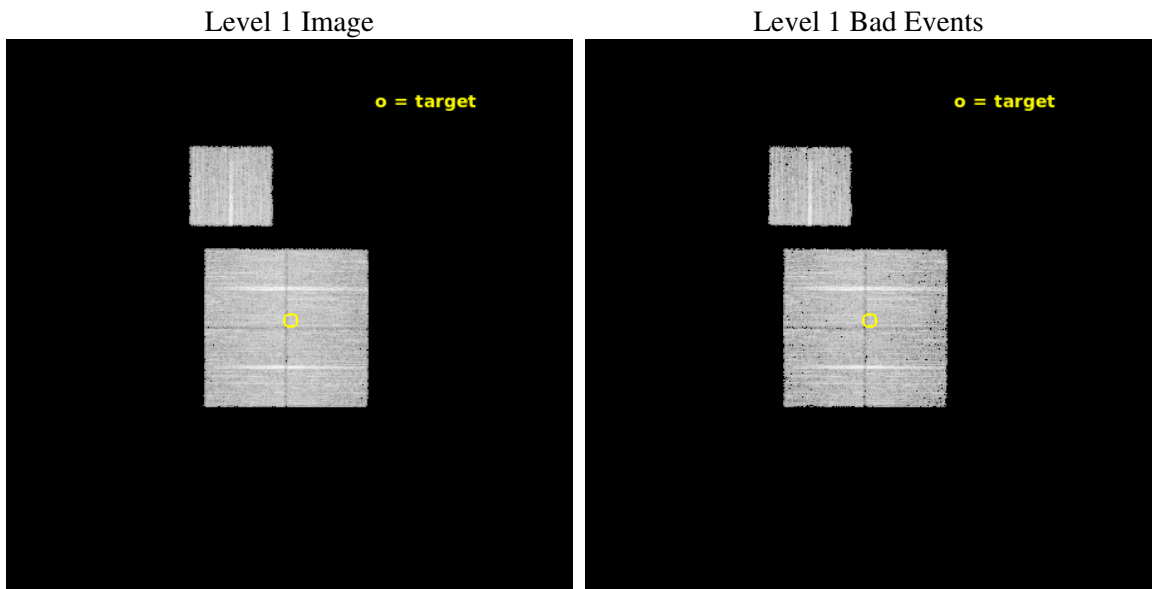 Level 1 Image
Level 1 Bad Events
o = target
o = target